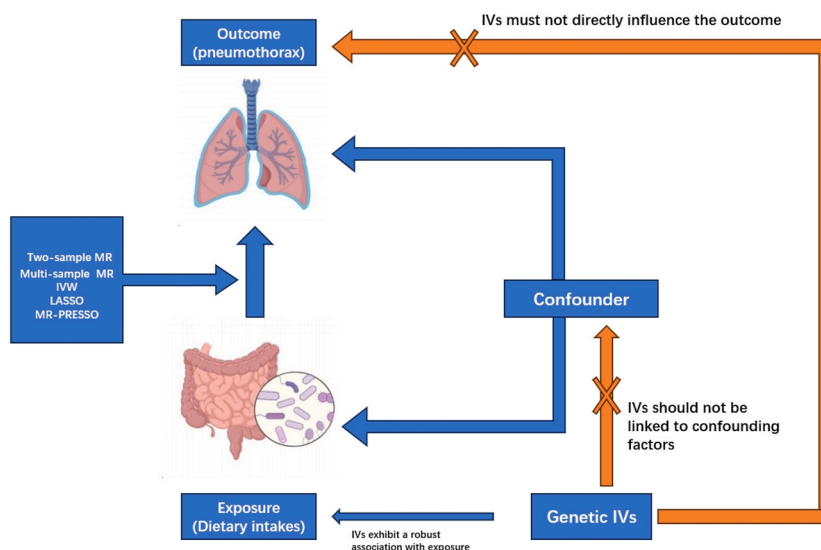 IVs must not directly influence the outcome
Outcome
(pneumothorax)
Two-sample MR
Multi-sample MR
IVW
LASSO
MR-PRESSO
Confounder
IVs should not be
linked to confounding
factors
Exposure
(Dietary intakes)
IVs exhibit a robust
association with exposure
Genetic IVs